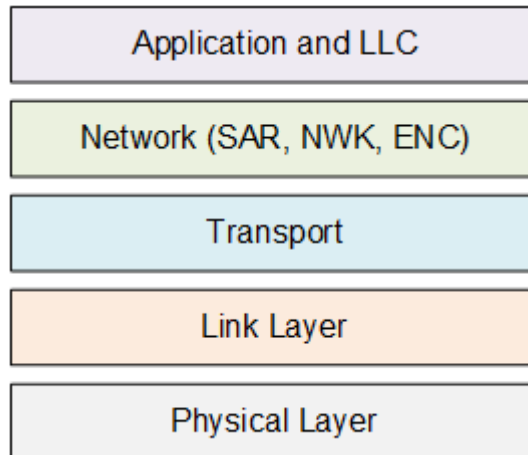 Application and LLC
Network (SAR, NWK, ENC)
Transport
Link Layer
Physical Layer